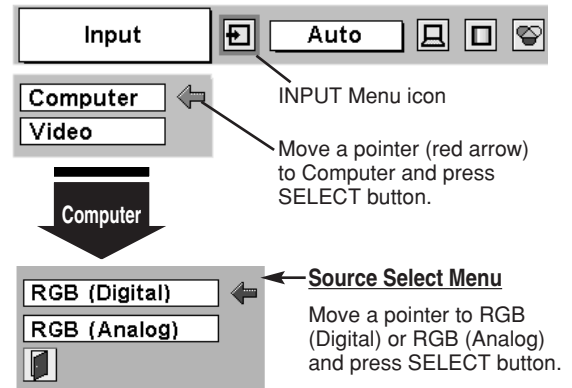 Input
Auto
INPUT Menu icon
Computer
Video
Move a pointer (red arrow)
to Computer and press
SELECT button.
Computer
Source Select Menu
RGB (Digital)
RGB (Analog)
Move a pointer to RGB
(Digital) or RGB (Analog)
and press SELECT button.